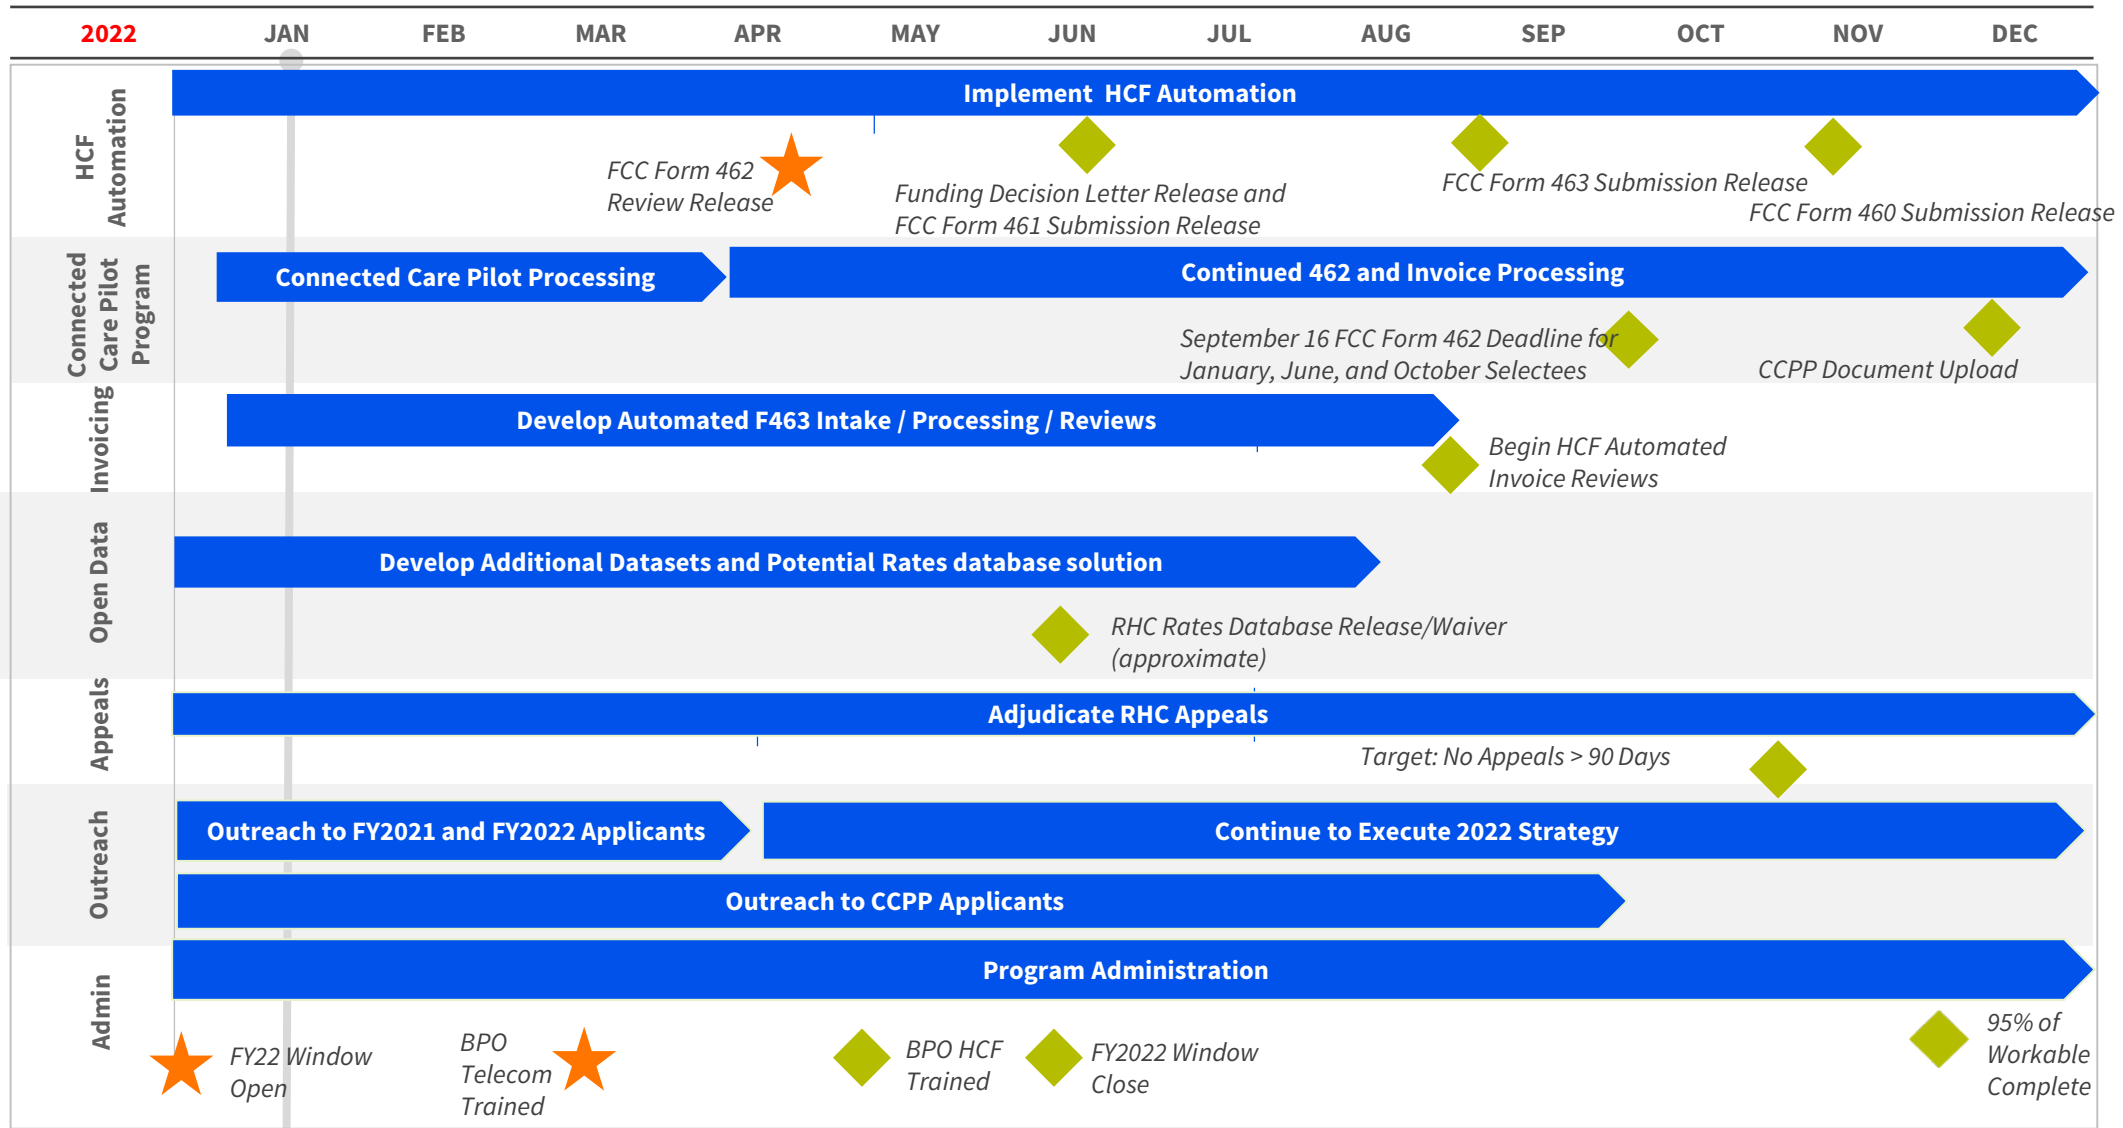 2022 JAN FEB MAR APR MAY JUN JUL AUG SEP OCT NOV DEC
HCF
Automation
Implement HCF Automation
FCC Form 462
Review Release
Funding Decision Letter Release and
FCC Form 461 Submission Release
FCC Form 463 Submission Release
FCC Form 460 Submission Release
Connected
Care Pilot
Program
Connected Care Pilot Processing
Continued 462 and Invoice Processing
September 16 FCC Form 462 Deadline for
January, June, and October Selectees
CCPP Document Upload
Invoicing
Develop Automated F463 Intake / Processing / Reviews
Begin HCF Automated
Invoice Reviews
Open Data
Develop Additional Datasets and Potential Rates database solution
RHC Rates Database Release/Waiver
(approximate)
Appeals
Adjudicate RHC Appeals
Target: No Appeals > 90 Days
Outreach
Outreach to FY2021 and FY2022 Applicants
Continue to Execute 2022 Strategy
Outreach to CCPP Applicants
Admin
Program Administration
FY22 Window
Open
BPO
Telecom
Trained
BPO HCF
Trained
FY2022 Window
Close
95% of
Workable
Complete